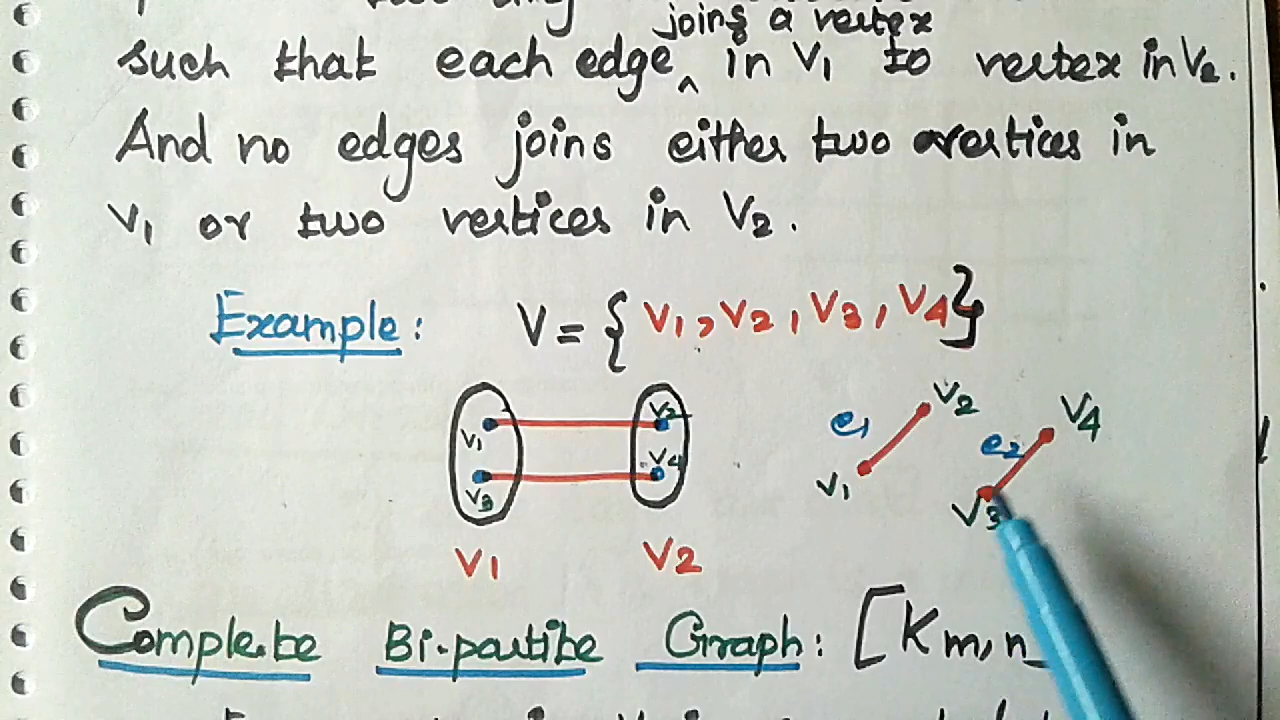 joins a vertex
such that each edge ^ in V1 to vertex in V2.
And no edges joins either two vertices in
V1 or two vertices in V2.
Example: V = { V1, V2, V3, V4}
V1 V2
V3 V4
V1 V2
e1 V2
V1
e2 V4
V3
Complete Bi-partite Graph: [Km,n